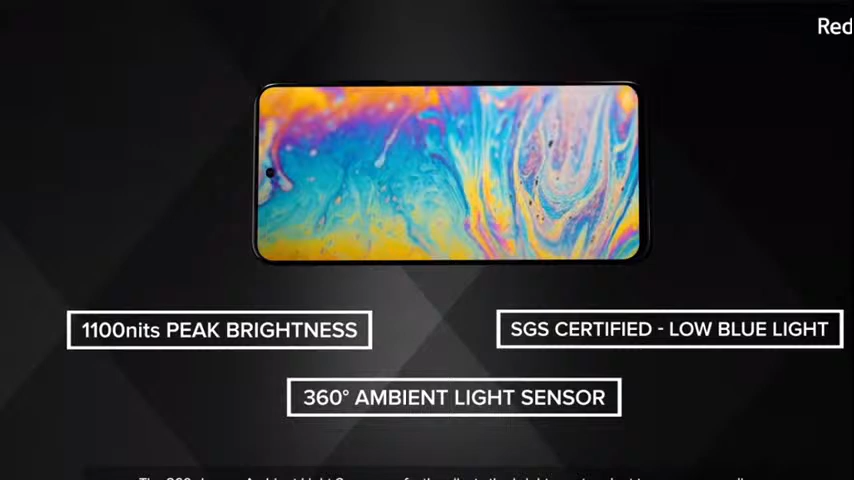 Red
1100nits PEAK BRIGHTNESS
SGS CERTIFIED - LOW BLUE LIGHT
360° AMBIENT LIGHT SENSOR